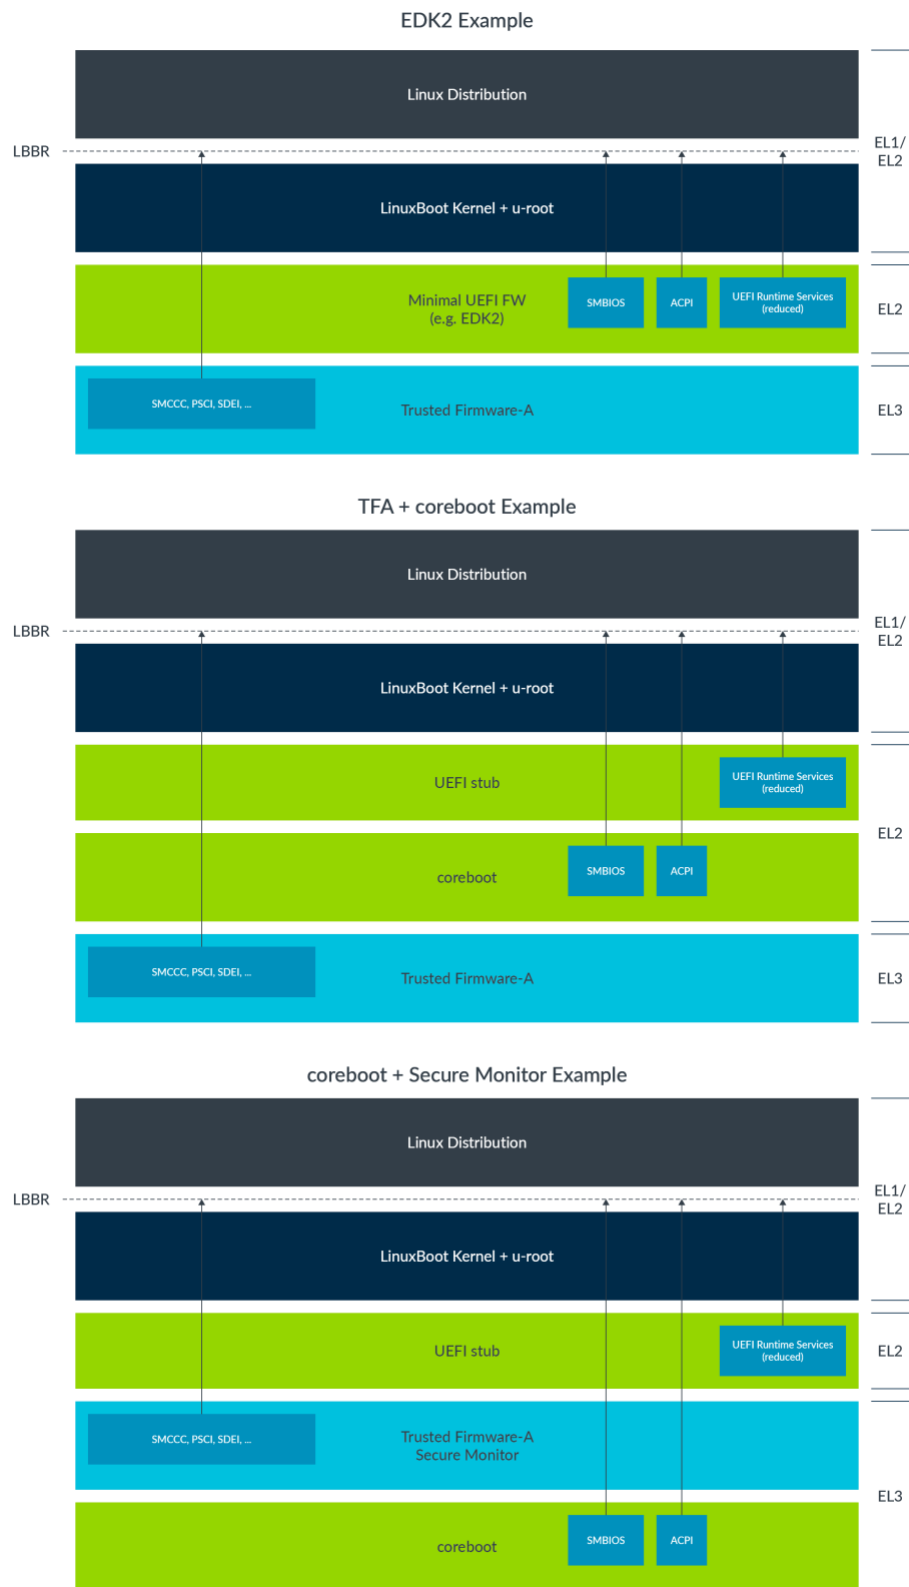 EDK2 Example
Linux Distribution
LBBR
EL1/
EL2
LinuxBoot Kernel + u-root
Minimal UEFI FW
(e.g. EDK2)
SMBIOS
ACPI
UEFI Runtime Services
(reduced)
EL2
SMCCC, PSCI, SDEI, ...
Trusted Firmware-A
EL3
TFA + coreboot Example
Linux Distribution
LBBR
EL1/
EL2
LinuxBoot Kernel + u-root
UEFI stub
UEFI Runtime Services
(reduced)
EL2
coreboot
SMBIOS
ACPI
SMCCC, PSCI, SDEI, ...
Trusted Firmware-A
EL3
coreboot + Secure Monitor Example
Linux Distribution
LBBR
EL1/
EL2
LinuxBoot Kernel + u-root
UEFI stub
UEFI Runtime Services
(reduced)
EL2
SMCCC, PSCI, SDEI, ...
Trusted Firmware-A
Secure Monitor
EL3
coreboot
SMBIOS
ACPI